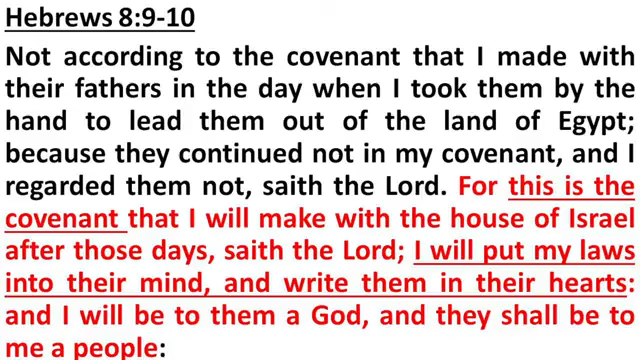 Hebrews 8:9-10
Not according to the covenant that I made with
their fathers in the day when I took them by the
hand to lead them out of the land of Egypt;
because they continued not in my covenant, and I
regarded them not, saith the Lord. For this is the
covenant that I will make with the house of Israel
after those days, saith the Lord; I will put my laws
into their mind, and write them in their hearts:
and I will be to them a God, and they shall be to
me a people: